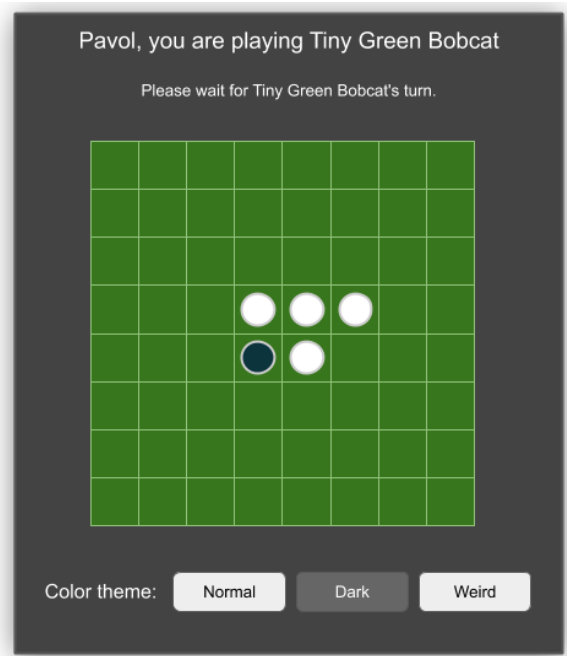 Pavol, you are playing Tiny Green Bobcat
Please wait for Tiny Green Bobcat's turn.
Color theme: Normal Dark Weird